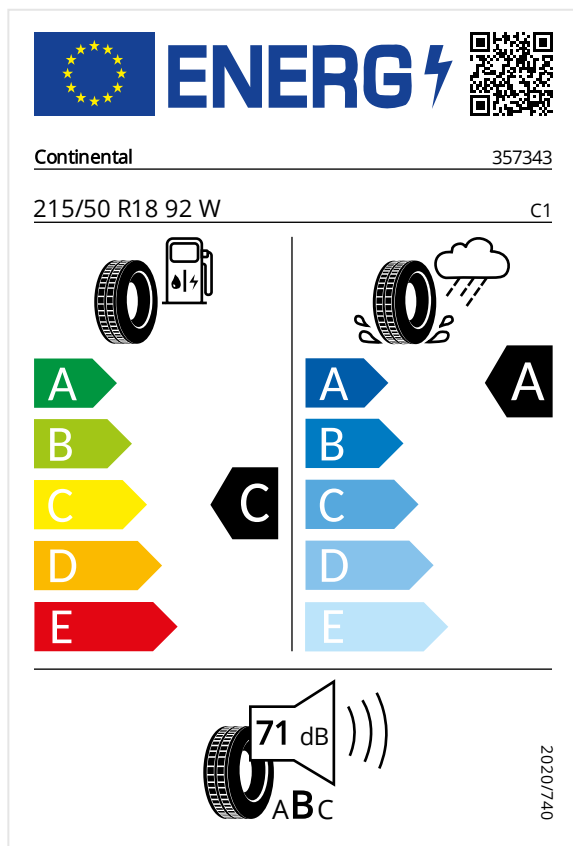 ENERG
Continental 357343
215/50 R18 92 W C1
A A A
B B
C C C
D D
E E
71 dB
ABC
2020/740